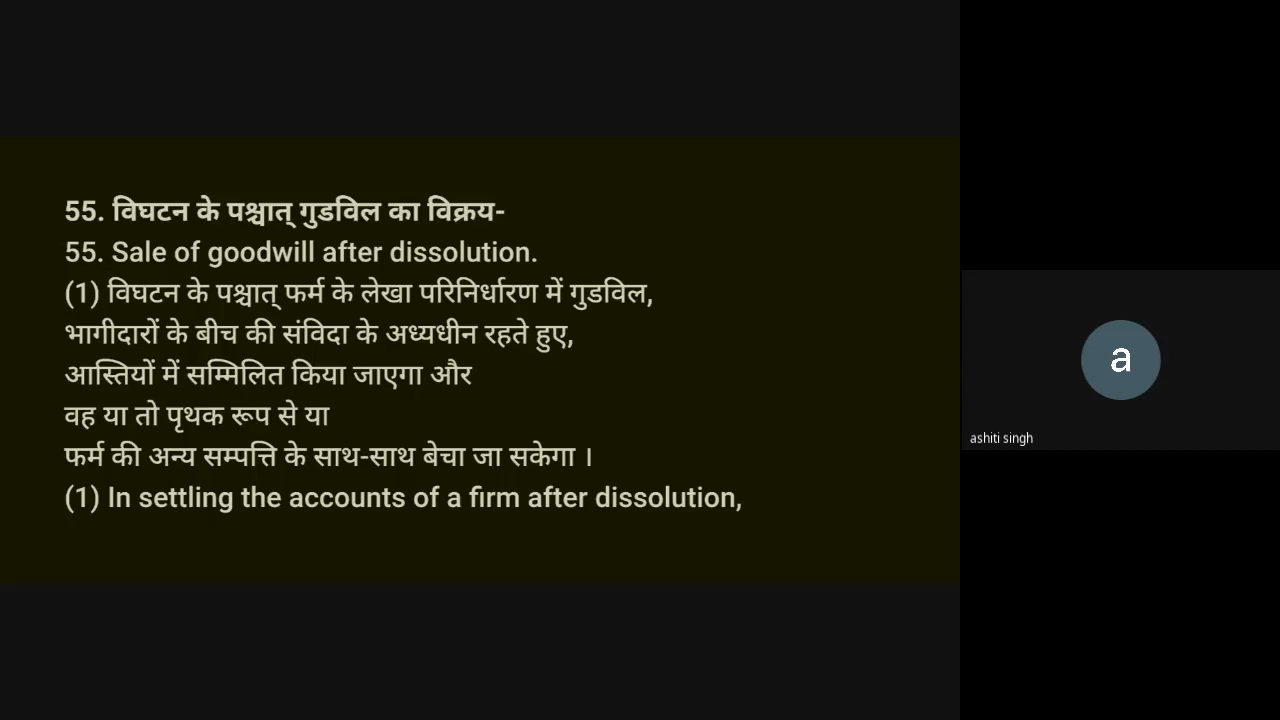 55. विघटन के पश्चात् गुडविल का विक्रय-
55. Sale of goodwill after dissolution.
(1) विघटन के पश्चात् फर्म के लेखा परिनिर्धारण में गुडविल,
भागीदारों के बीच की संविदा के अध्यधीन रहते हुए,
आस्तियों में सम्मिलित किया जाएगा और
वह या तो पृथक रूप से या
फर्म की अन्य सम्पत्ति के साथ-साथ बेचा जा सकेगा ।
(1) In settling the accounts of a firm after dissolution,
a
ashiti singh